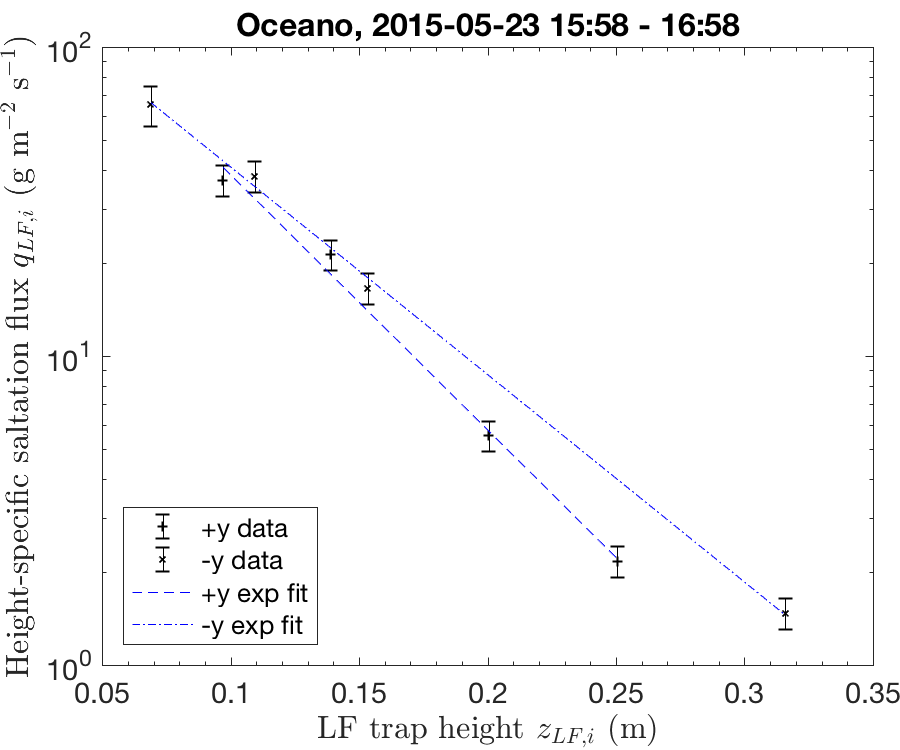 Oceano, 2015-05-23 15:58 - 16:58
Height-specific saltation flux q_{LF,i} (g m^{-2} s^{-1})
10^2
10^1
10^0
+y data
-y data
+y exp fit
-y exp fit
0.05 0.1 0.15 0.2 0.25 0.3 0.35
LF trap height z_{LF,i} (m)